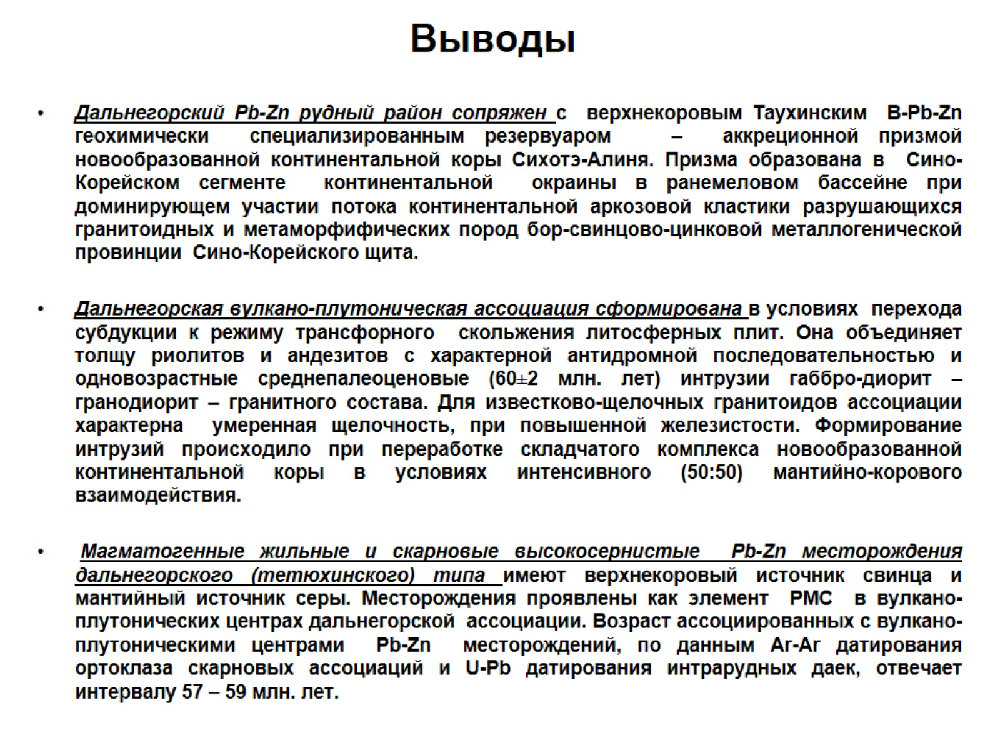 Выводы
• Дальнегорский Pb-Zn рудный район сопряжен с верхнекоровым Таухинским B-Pb-Zn
геохимически специализированным резервуаром – аккреционной призмой
новообразованной континентальной коры Сихотэ-Алиня. Призма образована в Сино-
Корейском сегменте континентальной окраины в ранемеловом бассейне при
доминирующем участии потока континентальной аркозовой кластики разрушающихся
гранитоидных и метаморфифических пород бор-свинцово-цинковой металлогенической
провинции Сино-Корейского щита.
• Дальнегорская вулкано-плутоническая ассоциация сформирована в условиях перехода
субдукции к режиму трансфорного скольжения литосферных плит. Она объединяет
толщу риолитов и андезитов с характерной антидромной последовательностью и
одновозрастные среднепалеоценовые (60±2 млн. лет) интрузии габбро-диорит –
гранодиорит – гранитного состава. Для известково-щелочных гранитоидов ассоциации
характерна умеренная щелочность, при повышенной железистости. Формирование
интрузий происходило при переработке складчатого комплекса новообразованной
континентальной коры в условиях интенсивного (50:50) мантийно-корового
взаимодействия.
• Магматогенные жильные и скарновые высокосернистые Pb-Zn месторождения
дальнегорского (тетюхинского) типа имеют верхнекоровый источник свинца и
мантийный источник серы. Месторождения проявлены как элемент РМС в вулкано-
плутонических центрах дальнегорской ассоциации. Возраст ассоциированных с вулкано-
плутоническими центрами Pb-Zn месторождений, по данным Ar-Ar датирования
ортоклаза скарновых ассоциаций и U-Pb датирования интрарудных даек, отвечает
интервалу 57 – 59 млн. лет.